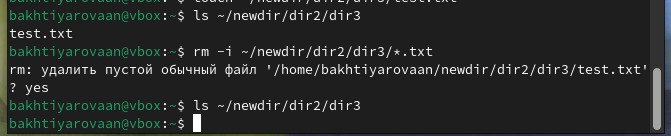 bakhtiyarovaan@vbox:~$ ls ~/newdir/dir2/dir3
test.txt
bakhtiyarovaan@vbox:~$ rm -i ~/newdir/dir2/dir3/*.txt
rm: удалить пустой обычный файл '/home/bakhtiyarovaan/newdir/dir2/dir3/test.txt'
? yes
bakhtiyarovaan@vbox:~$ ls ~/newdir/dir2/dir3
bakhtiyarovaan@vbox:~$